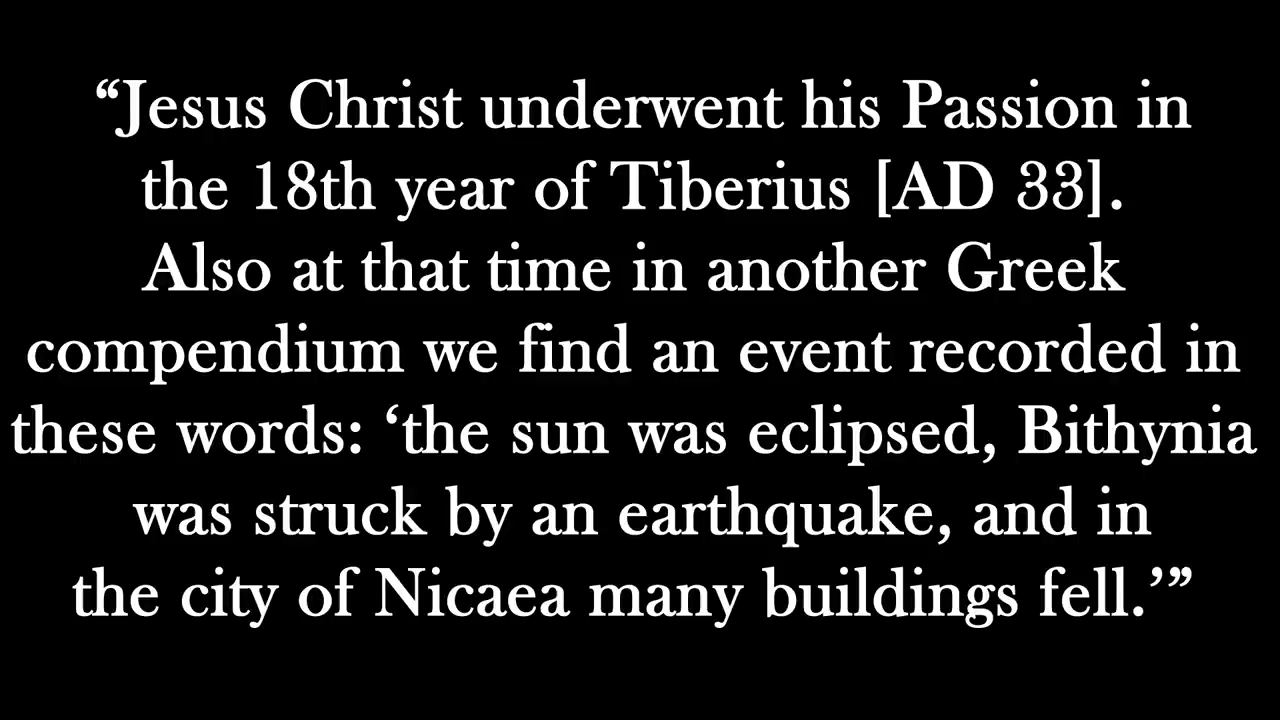 “Jesus Christ underwent his Passion in
the 18th year of Tiberius [AD 33].
Also at that time in another Greek
compendium we find an event recorded in
these words: ‘the sun was eclipsed, Bithynia
was struck by an earthquake, and in
the city of Nicaea many buildings fell.’”